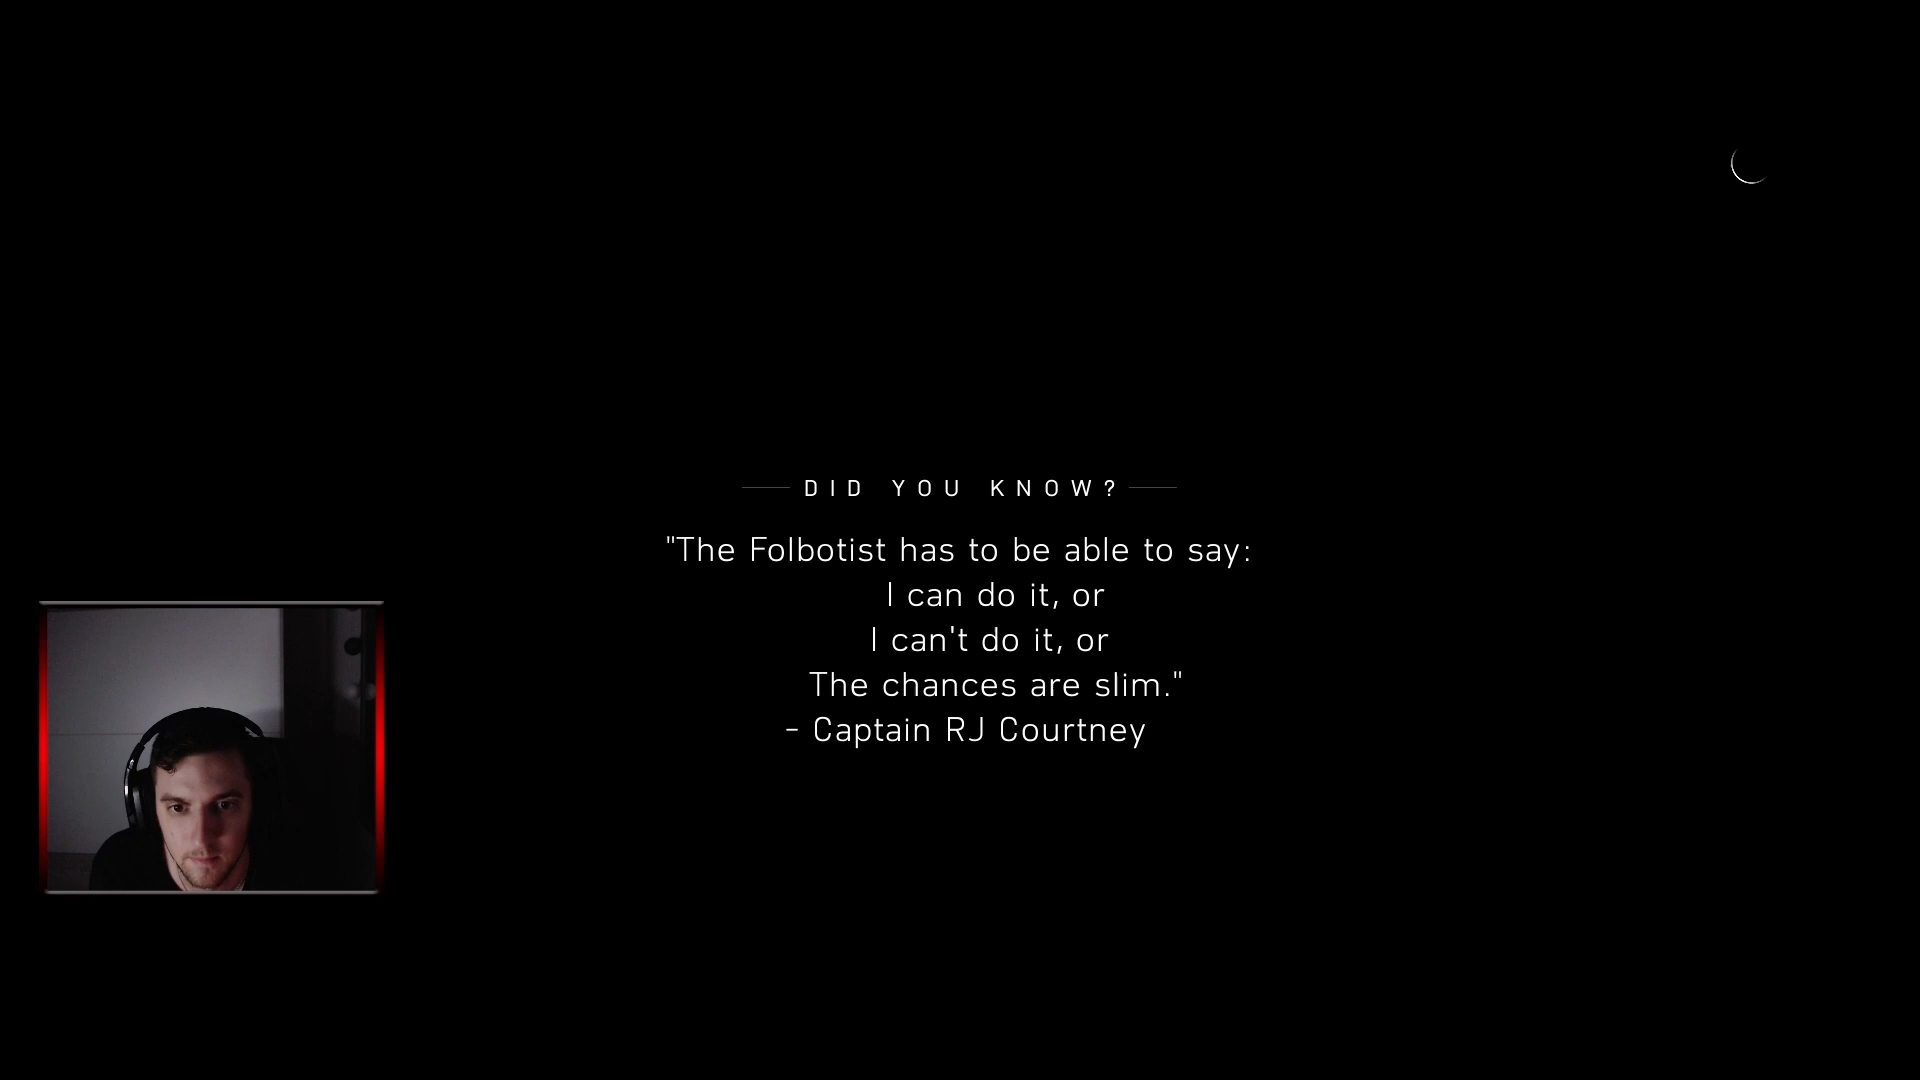 DID YOU KNOW?
"The Folbotist has to be able to say:
I can do it, or
I can't do it, or
The chances are slim."
- Captain RJ Courtney